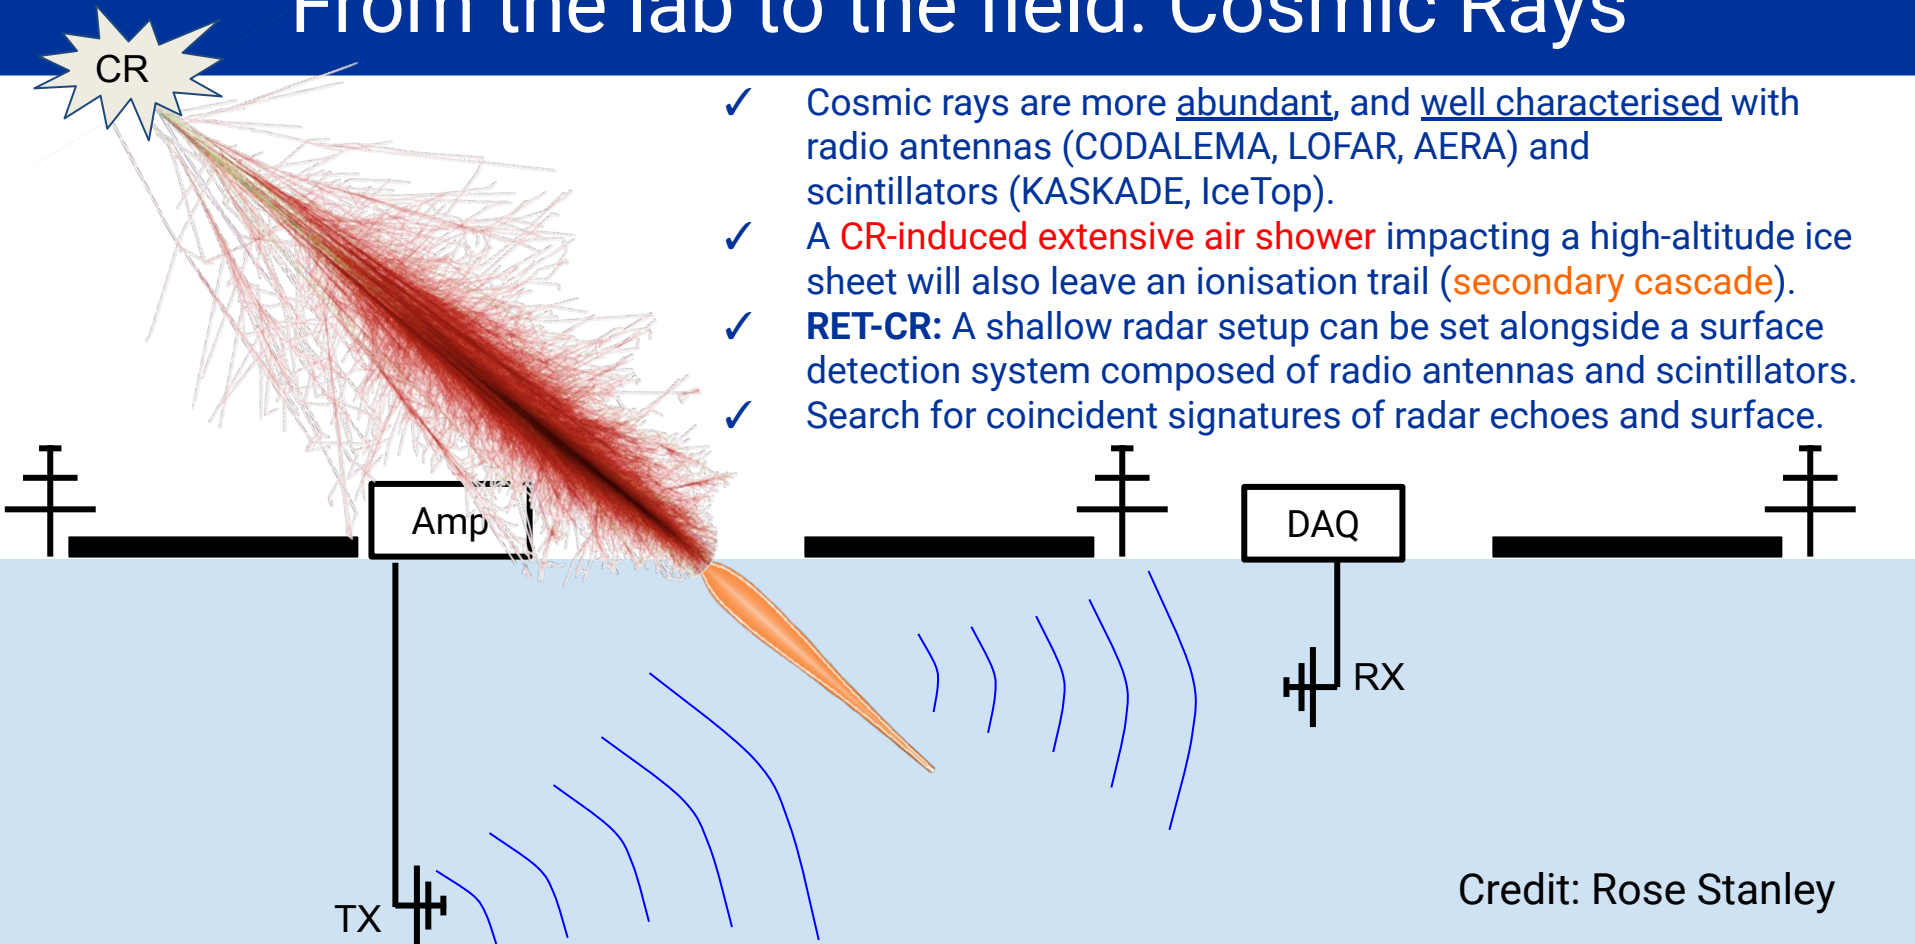 From the lab to the field: Cosmic Rays
CR
✓ Cosmic rays are more abundant, and well characterised with
radio antennas (CODALEMA, LOFAR, AERA) and
scintillators (KASKADE, IceTop).
✓ A CR-induced extensive air shower impacting a high-altitude ice
sheet will also leave an ionisation trail (secondary cascade).
✓ RET-CR: A shallow radar setup can be set alongside a surface
detection system composed of radio antennas and scintillators.
✓ Search for coincident signatures of radar echoes and surface.
Amp
DAQ
RX
TX
Credit: Rose Stanley